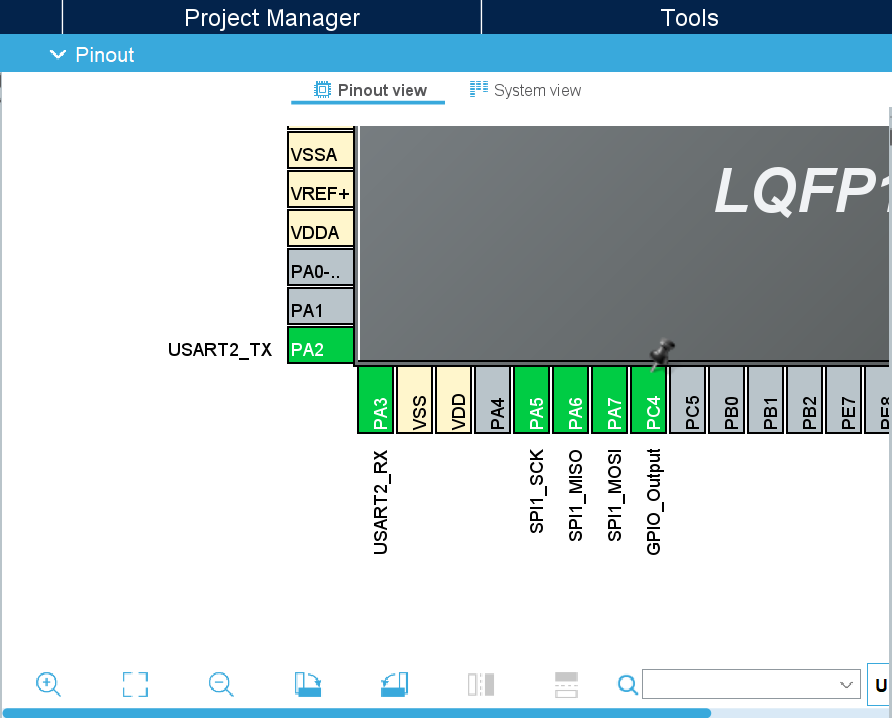 Project Manager
Tools
Pinout
Pinout view
System view
VSSA
VREF+
VDDA
PA0-..
PA1
USART2_TX
PA2
LQFP1
PA3
VSS
VDD
PA4
PA5
PA6
PA7
PC4
PC5
PB0
PB1
PB2
PE7
PE8
USART2_RX
SPI1_SCK
SPI1_MISO
SPI1_MOSI
GPIO_Output
U